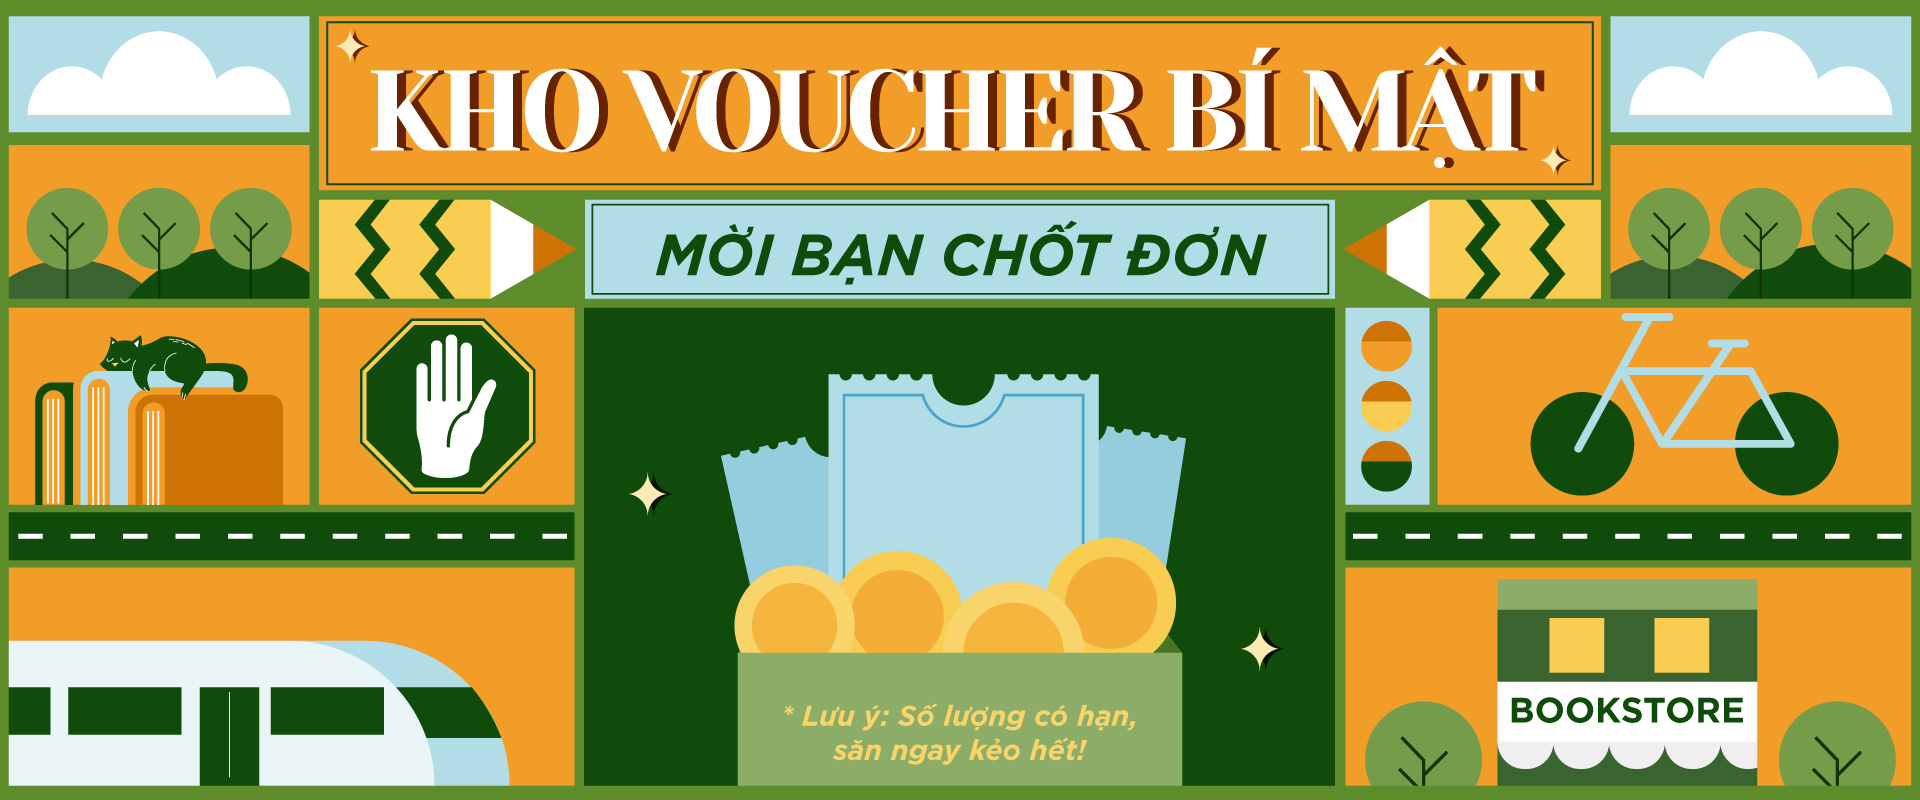 KHO VOUCHER BÍ MẬT
MỜI BẠN CHỐT ĐƠN
* Lưu ý: Số lượng có hạn,
săn ngay kẻo hết!
BOOKSTORE